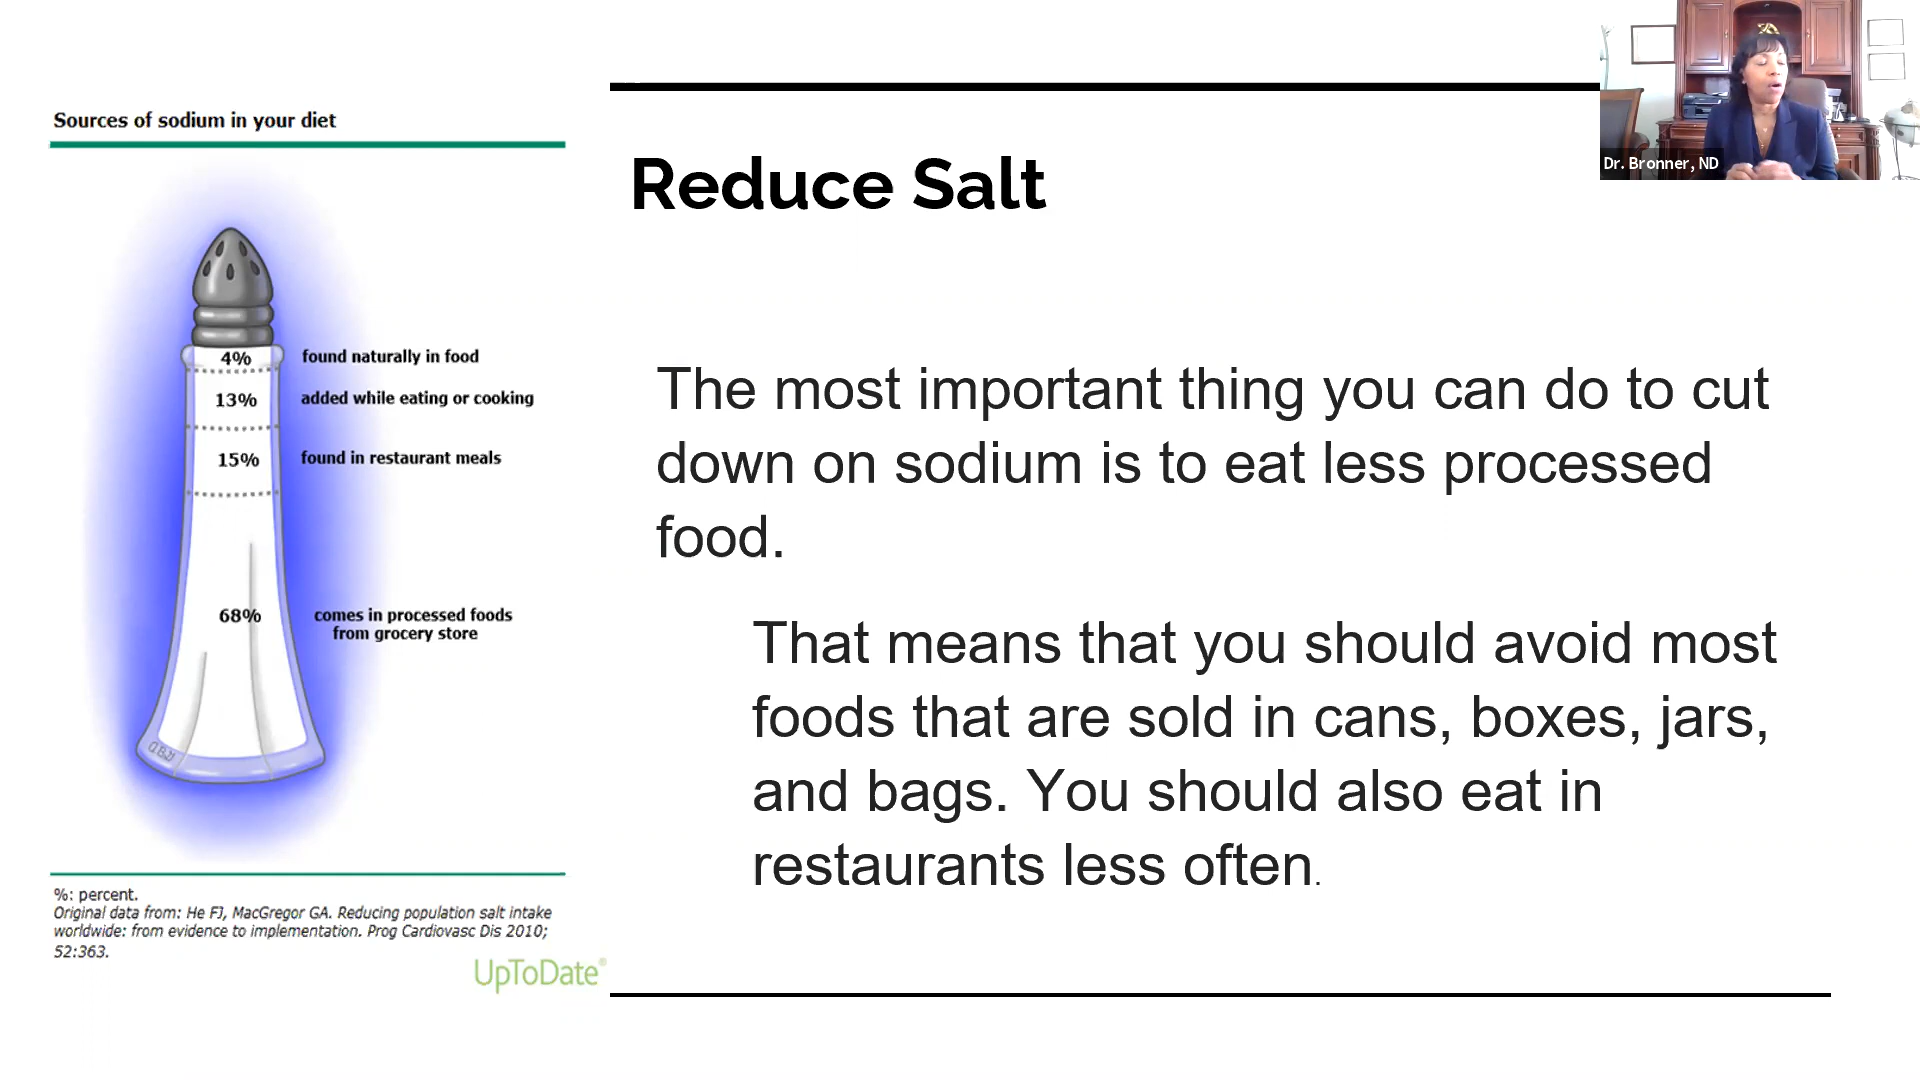 Sources of sodium in your diet
4% found naturally in food
13% added while eating or cooking
15% found in restaurant meals
68% comes in processed foods
from grocery store
%: percent.
Original data from: He FJ, MacGregor GA. Reducing population salt intake
worldwide: from evidence to implementation. Prog Cardiovasc Dis 2010;
52:363.
UpToDate®
Reduce Salt
The most important thing you can do to cut
down on sodium is to eat less processed
food.
That means that you should avoid most
foods that are sold in cans, boxes, jars,
and bags. You should also eat in
restaurants less often.
Dr. Bronner, ND